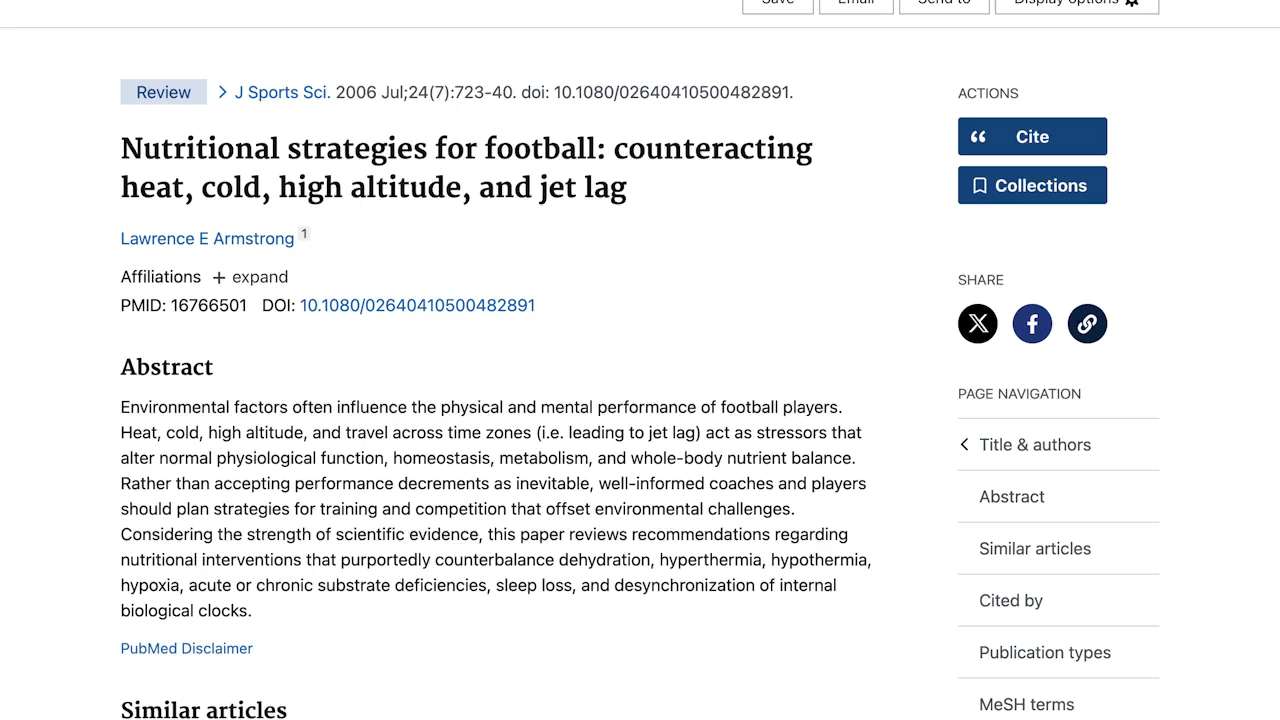 Save Email Send to Display options
Review J Sports Sci. 2006 Jul;24(7):723-40. doi: 10.1080/02640410500482891.
Nutritional strategies for football: counteracting
heat, cold, high altitude, and jet lag
Lawrence E Armstrong 1
Affiliations + expand
PMID: 16766501 DOI: 10.1080/02640410500482891
Abstract
Environmental factors often influence the physical and mental performance of football players.
Heat, cold, high altitude, and travel across time zones (i.e. leading to jet lag) act as stressors that
alter normal physiological function, homeostasis, metabolism, and whole-body nutrient balance.
Rather than accepting performance decrements as inevitable, well-informed coaches and players
should plan strategies for training and competition that offset environmental challenges.
Considering the strength of scientific evidence, this paper reviews recommendations regarding
nutritional interventions that purportedly counterbalance dehydration, hyperthermia, hypothermia,
hypoxia, acute or chronic substrate deficiencies, sleep loss, and desynchronization of internal
biological clocks.
PubMed Disclaimer
Similar articles
ACTIONS
Cite
Collections
SHARE
PAGE NAVIGATION
Title & authors
Abstract
Similar articles
Cited by
Publication types
MeSH terms